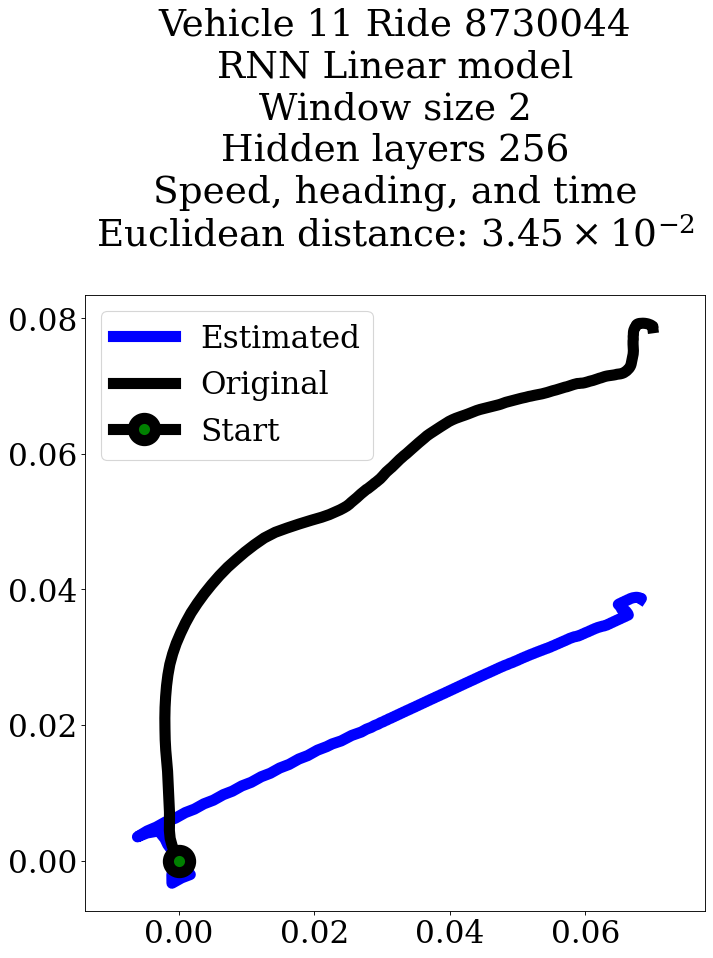 Vehicle 11 Ride 8730044
RNN Linear model
Window size 2
Hidden layers 256
Speed, heading, and time
Euclidean distance: 3.45 × 10⁻²
Estimated
Original
Start
0.08
0.06
0.04
0.02
0.00
0.00 0.02 0.04 0.06